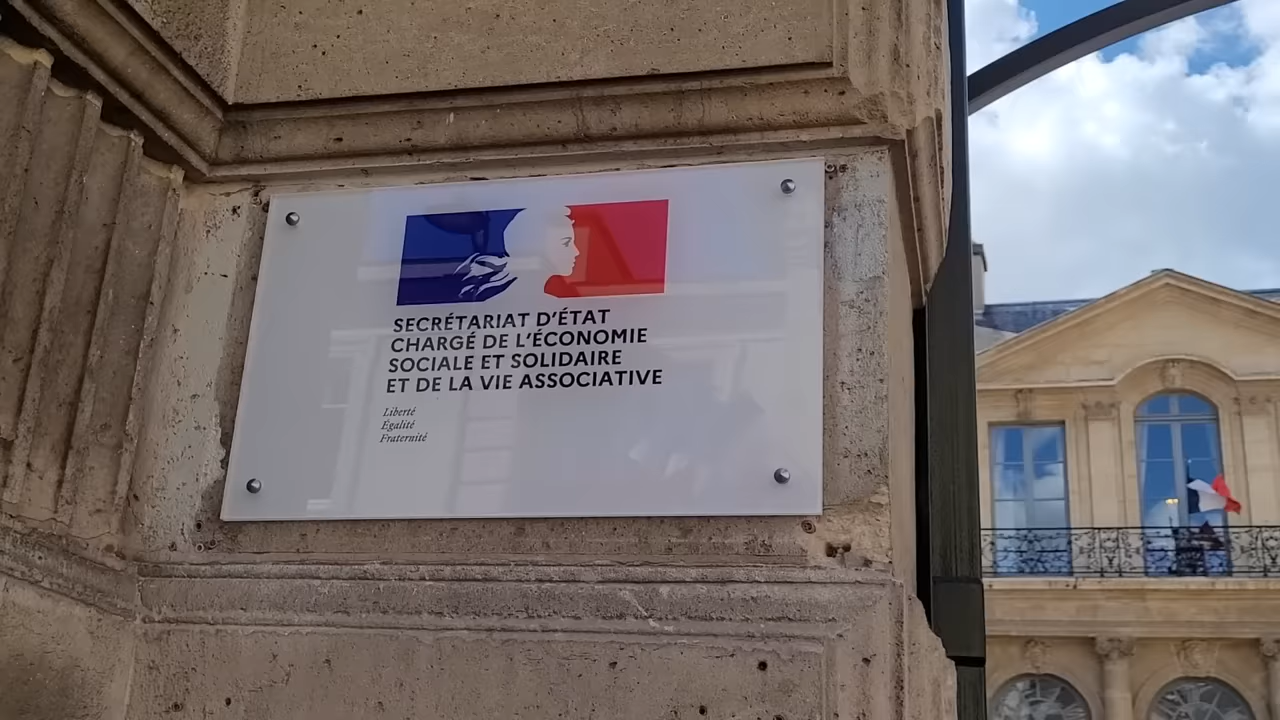 SECRÉTARIAT D'ÉTAT
CHARGÉ DE L'ÉCONOMIE
SOCIALE ET SOLIDAIRE
ET DE LA VIE ASSOCIATIVE
Liberté
Égalité
Fraternité